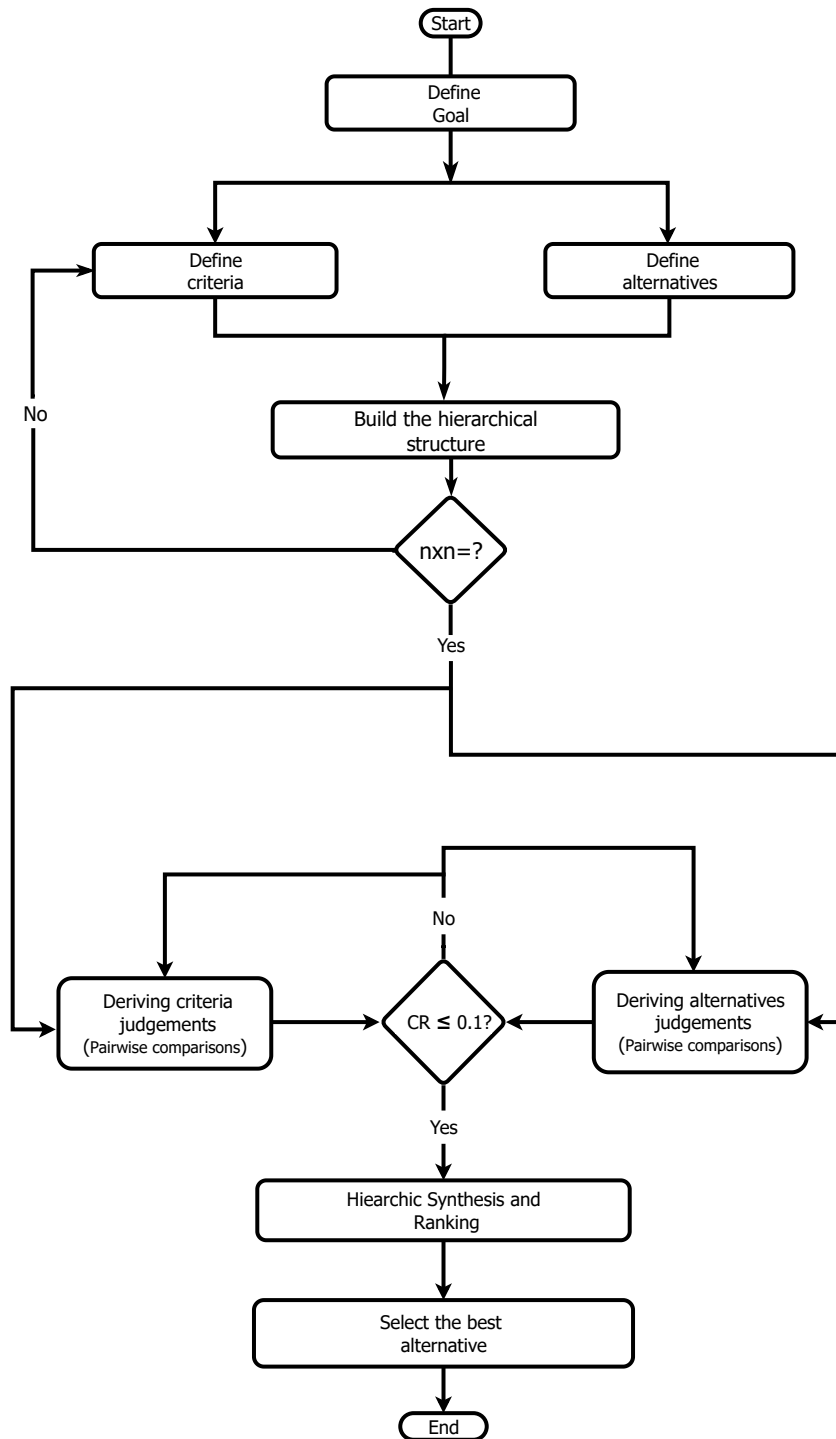 Start
Define
Goal
Define
criteria
Define
alternatives
No
Build the hierarchical
structure
nxn=?
Yes
No
Deriving criteria
judgements
(Pairwise comparisons)
CR ≤ 0.1?
Deriving alternatives
judgements
(Pairwise comparisons)
Yes
Hiearchic Synthesis and
Ranking
Select the best
alternative
End